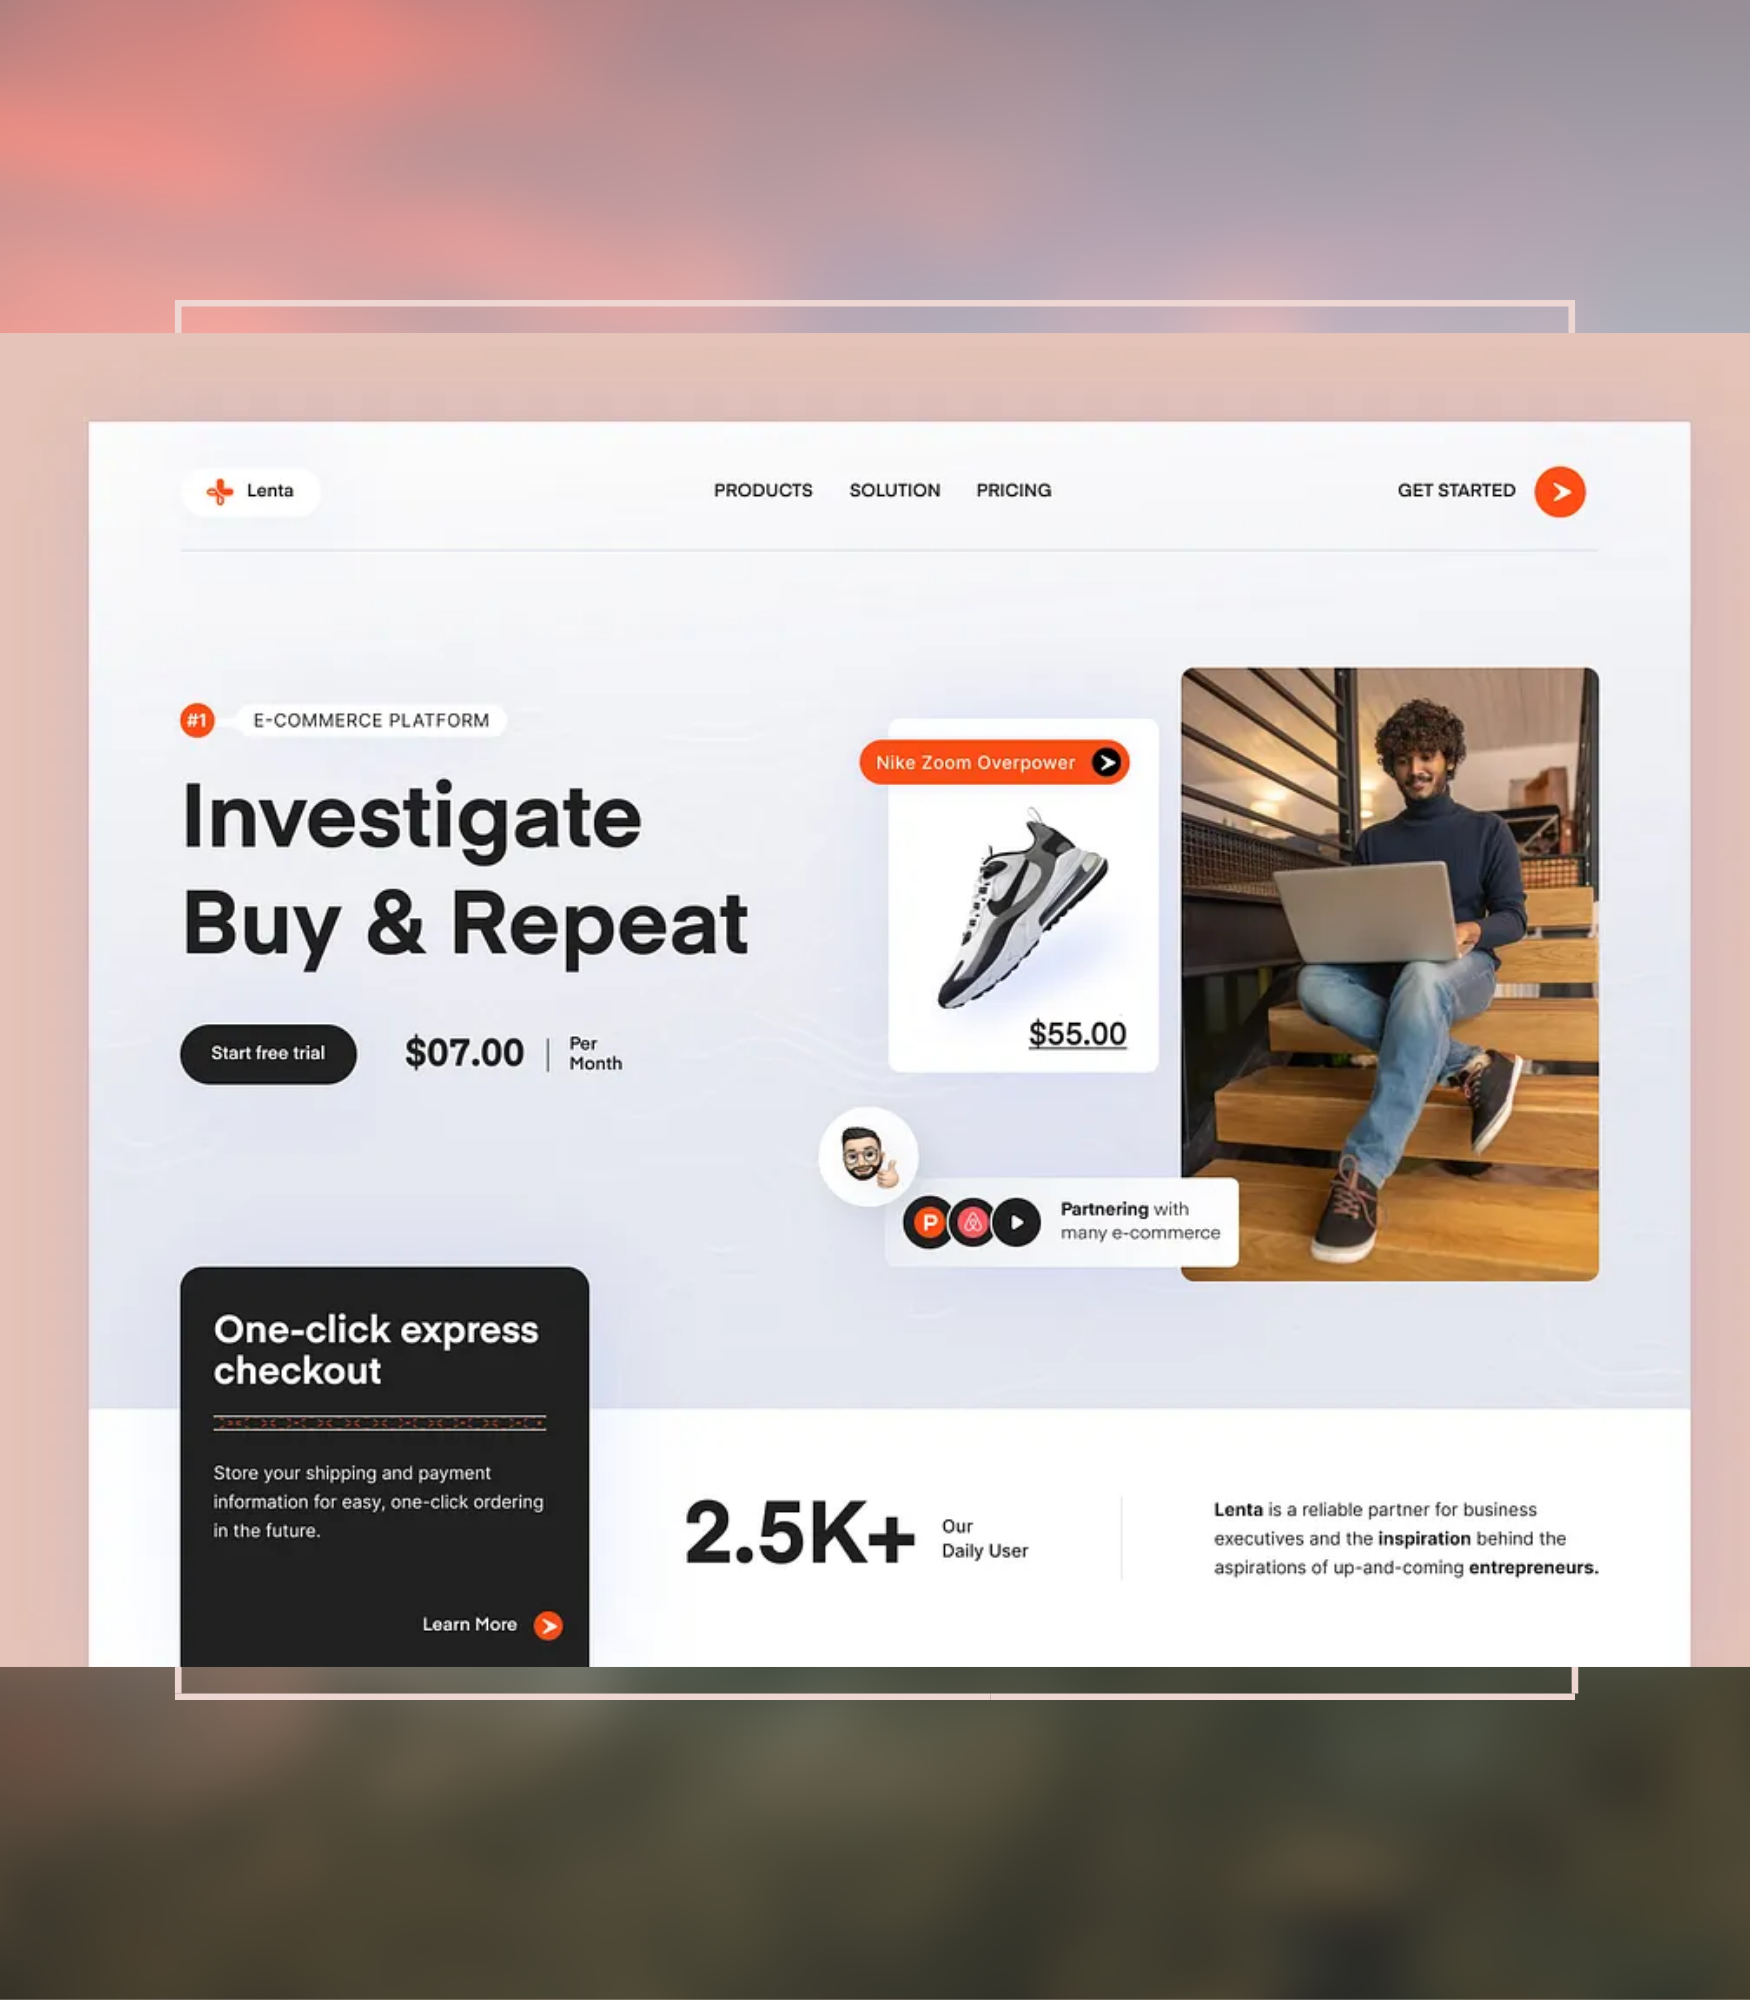 Lenta
PRODUCTS SOLUTION PRICING
GET STARTED
#1 E-COMMERCE PLATFORM
Investigate
Buy & Repeat
Start free trial
$07.00
Per
Month
Nike Zoom Overpower
$55.00
P
Partnering with
many e-commerce
One-click express
checkout
Store your shipping and payment
information for easy, one-click ordering
in the future.
Learn More
2.5K+
Our
Daily User
Lenta is a reliable partner for business
executives and the inspiration behind the
aspirations of up-and-coming entrepreneurs.